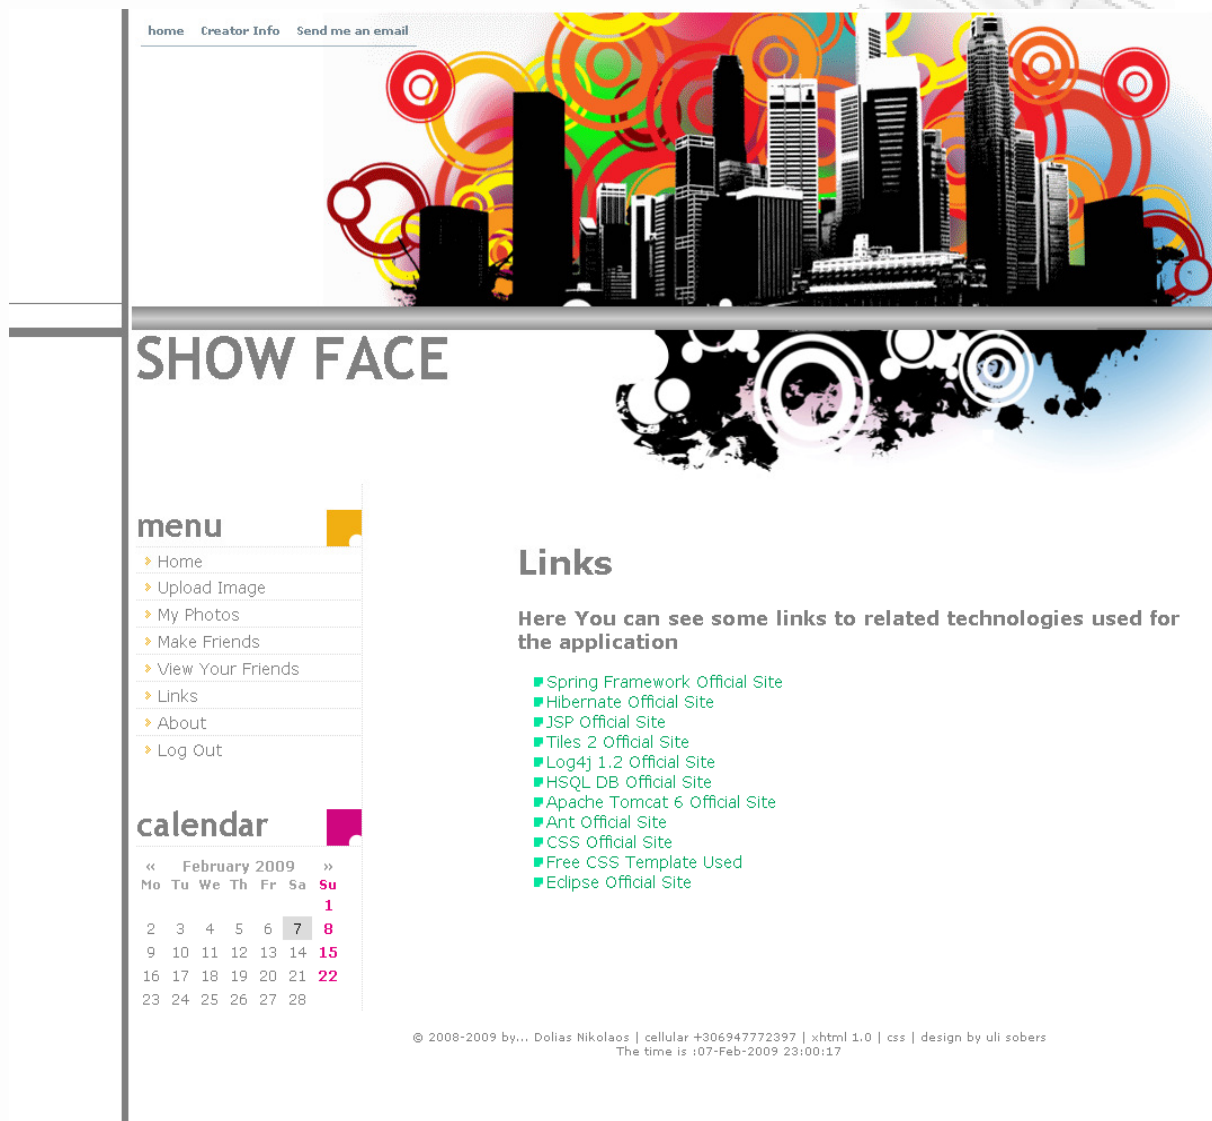 home Creator Info Send me an email
SHOW FACE
menu
Home
Upload Image
My Photos
Make Friends
View Your Friends
Links
About
Log Out
calendar
« February 2009 »
Mo Tu We Th Fr Sa Su
1
2 3 4 5 6 7 8
9 10 11 12 13 14 15
16 17 18 19 20 21 22
23 24 25 26 27 28
Links
Here You can see some links to related technologies used for
the application
Spring Framework Official Site
Hibernate Official Site
JSP Official Site
Tiles 2 Official Site
Log4j 1.2 Official Site
HSQL DB Official Site
Apache Tomcat 6 Official Site
Ant Official Site
CSS Official Site
Free CSS Template Used
Eclipse Official Site
© 2008-2009 by... Dolias Nikolaos | cellular +306947772397 | xhtml 1.0 | css | design by uli sobers
The time is :07-Feb-2009 23:00:17